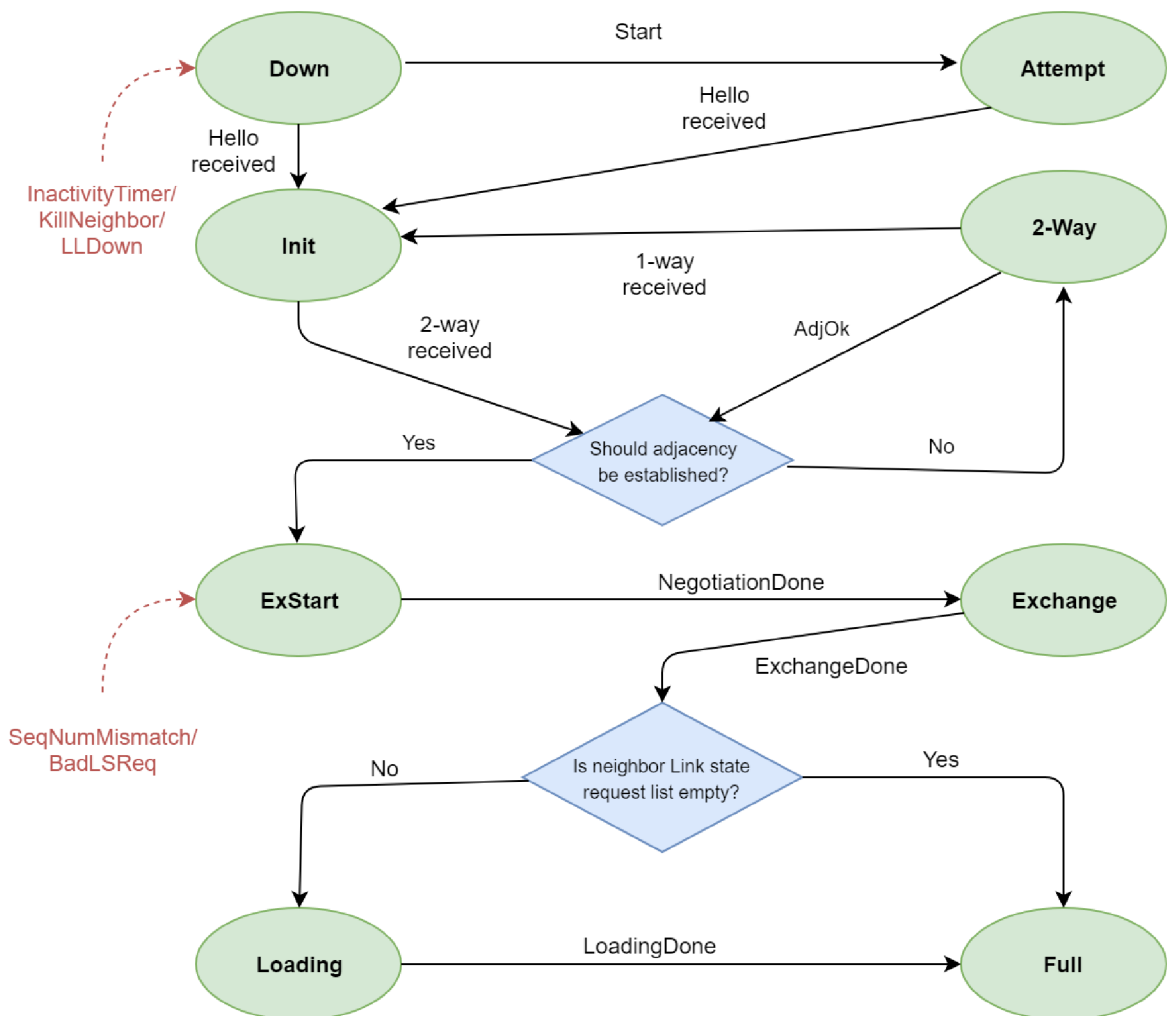 Start
Down
Attempt
Hello
received
Hello
received
InactivityTimer/
KillNeighbor/
LLDown
2-Way
Init
1-way
received
2-way
received
AdjOk
Yes
Should adjacency
be established?
No
NegotiationDone
ExStart
Exchange
ExchangeDone
SeqNumMismatch/
BadLSReq
No
Is neighbor Link state
request list empty?
Yes
LoadingDone
Loading
Full